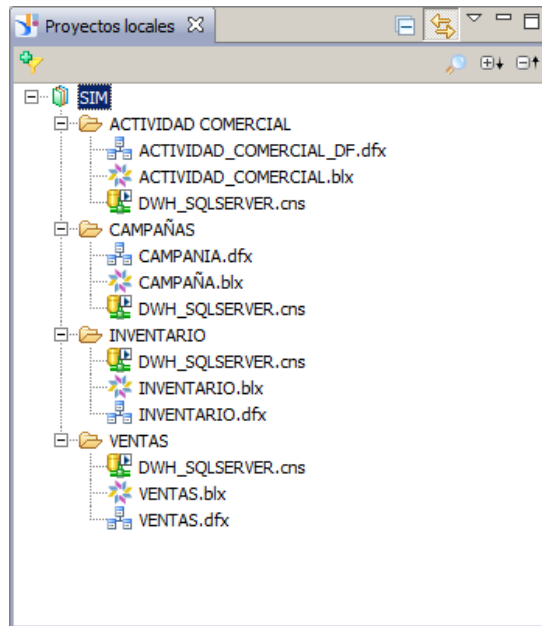 Proyectos locales
SIM
ACTIVIDAD COMERCIAL
ACTIVIDAD_COMERCIAL_DF.dfx
ACTIVIDAD_COMERCIAL.blx
DWH_SQLSERVER.cns
CAMPAÑAS
CAMPANIA.dfx
CAMPAÑA.blx
DWH_SQLSERVER.cns
INVENTARIO
DWH_SQLSERVER.cns
INVENTARIO.blx
INVENTARIO.dfx
VENTAS
DWH_SQLSERVER.cns
VENTAS.blx
VENTAS.dfx